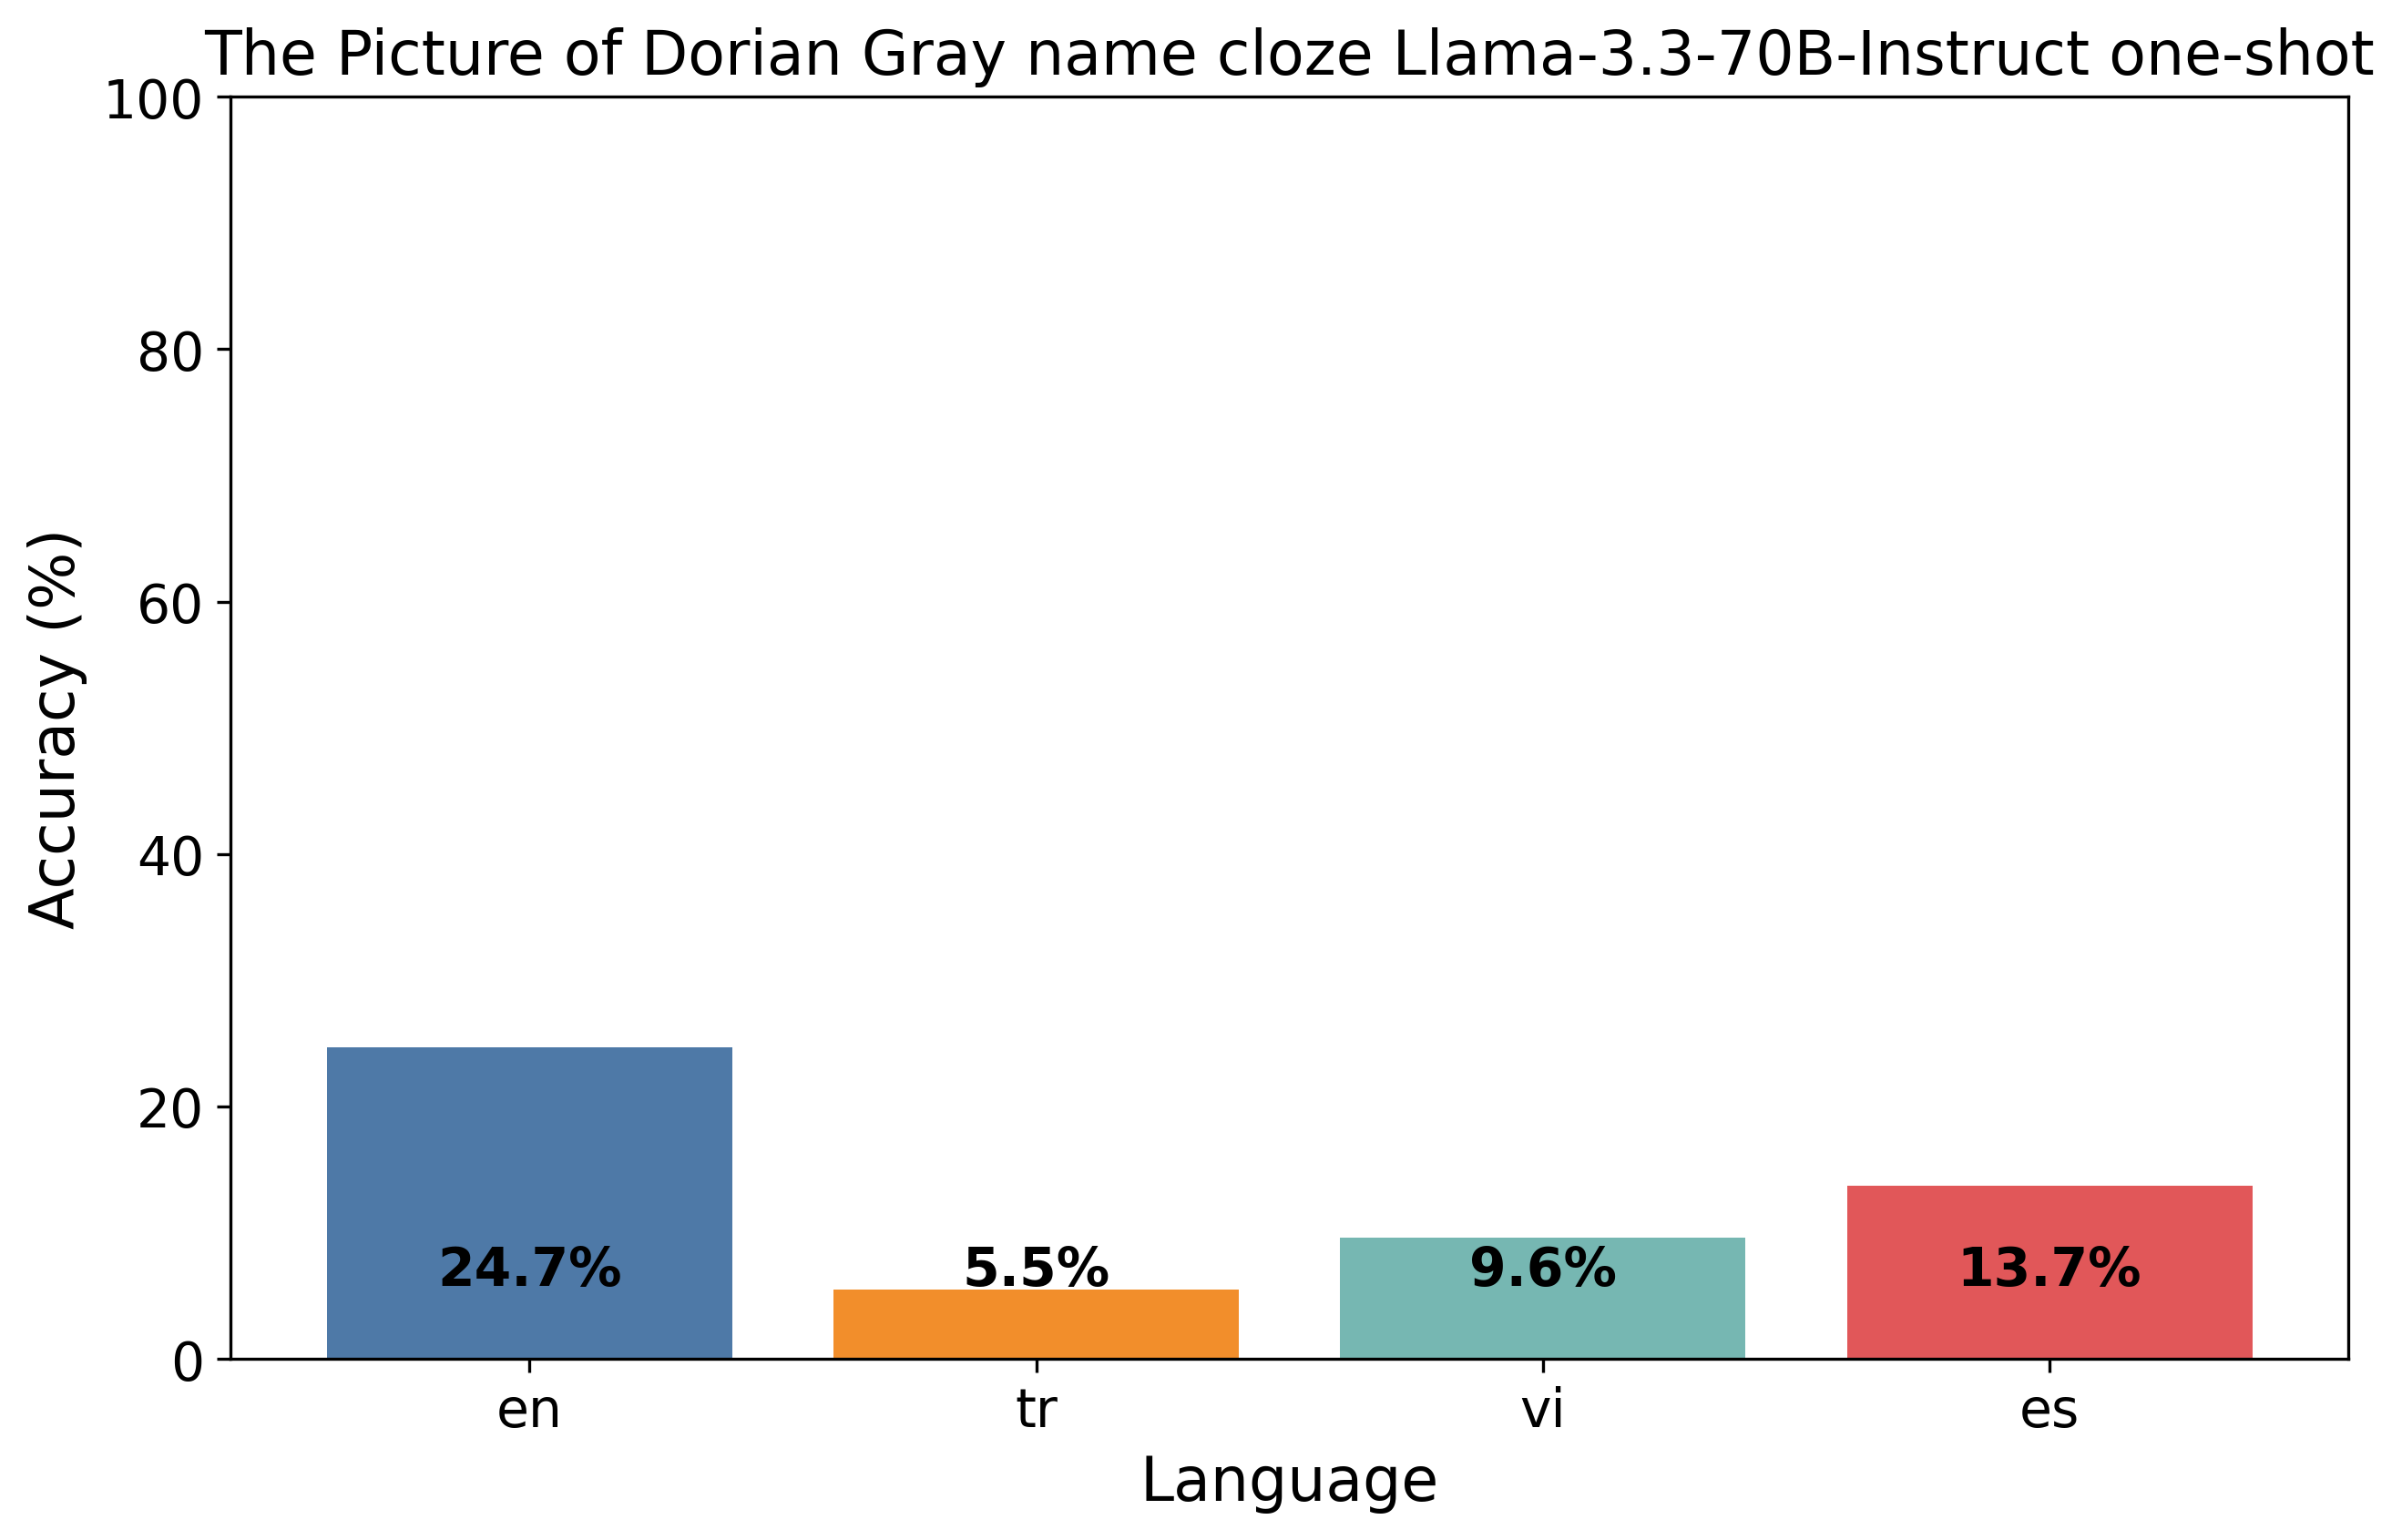 The Picture of Dorian Gray name cloze Llama-3.3-70B-Instruct one-shot
100
80
60
40
20
0
Accuracy (%)
24.7%
5.5%
9.6%
13.7%
en
tr
vi
es
Language